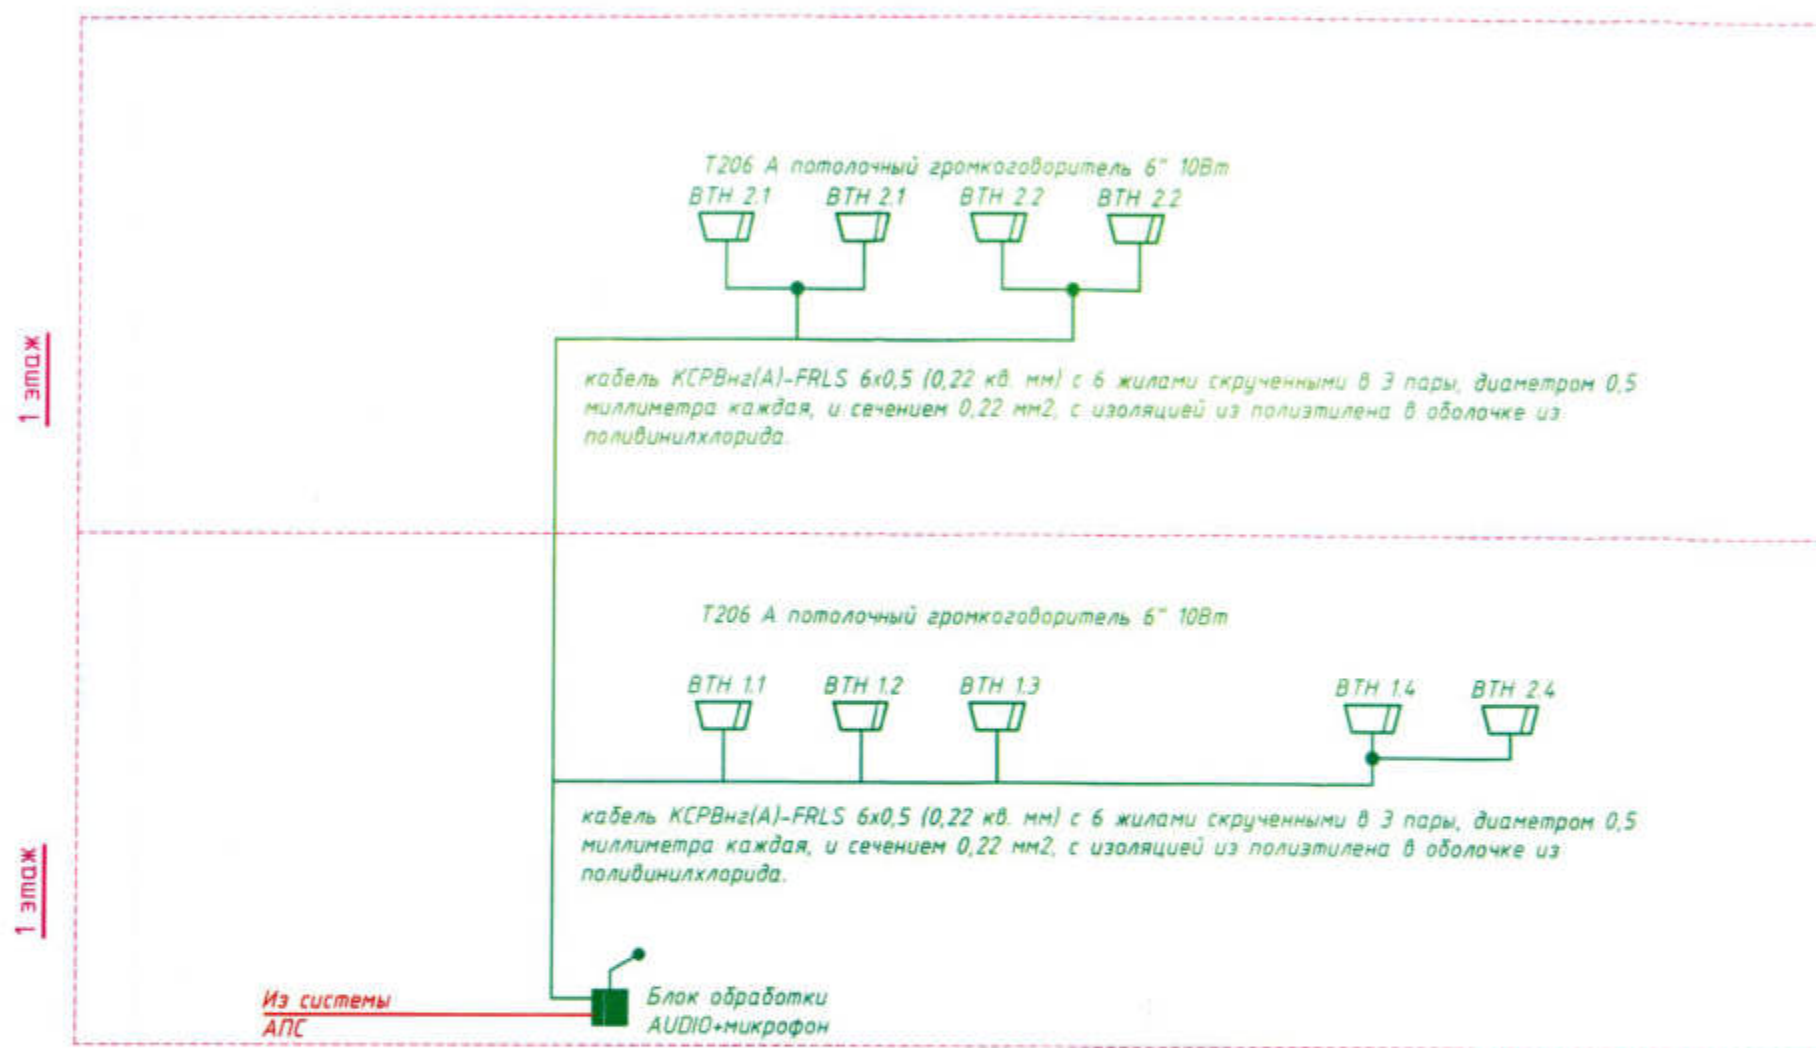 Т206 А потолочный громкоговоритель 6" 10Вт
ВТН 2.1 ВТН 2.1 ВТН 2.2 ВТН 2.2
1 этаж
кабель КСРВнг(А)-FRLS 6х0,5 (0,22 кв. мм) с 6 жилами скрученными в 3 пары, диаметром 0,5
миллиметра каждая, и сечением 0,22 мм2, с изоляцией из полиэтилена в оболочке из
поливинилхлорида.
Т206 А потолочный громкоговоритель 6" 10Вт
ВТН 1.1 ВТН 1.2 ВТН 1.3 ВТН 1.4 ВТН 2.4
1 этаж
кабель КСРВнг(А)-FRLS 6х0,5 (0,22 кв. мм) с 6 жилами скрученными в 3 пары, диаметром 0,5
миллиметра каждая, и сечением 0,22 мм2, с изоляцией из полиэтилена в оболочке из
поливинилхлорида.
Из системы
АПС
Блок обработки
AUDIO+микрофон